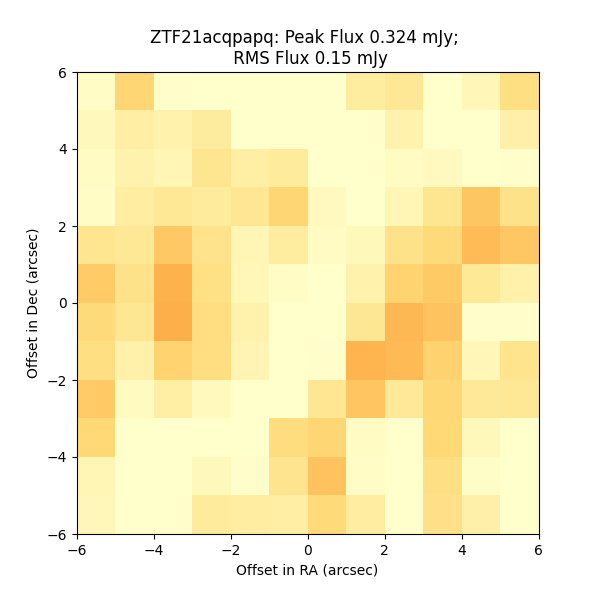 ZTF21acqpapq: Peak Flux 0.324 mJy;
RMS Flux 0.15 mJy
6
4
2
0
−2
−4
−6
Offset in Dec (arcsec)
−6 −4 −2 0 2 4 6
Offset in RA (arcsec)